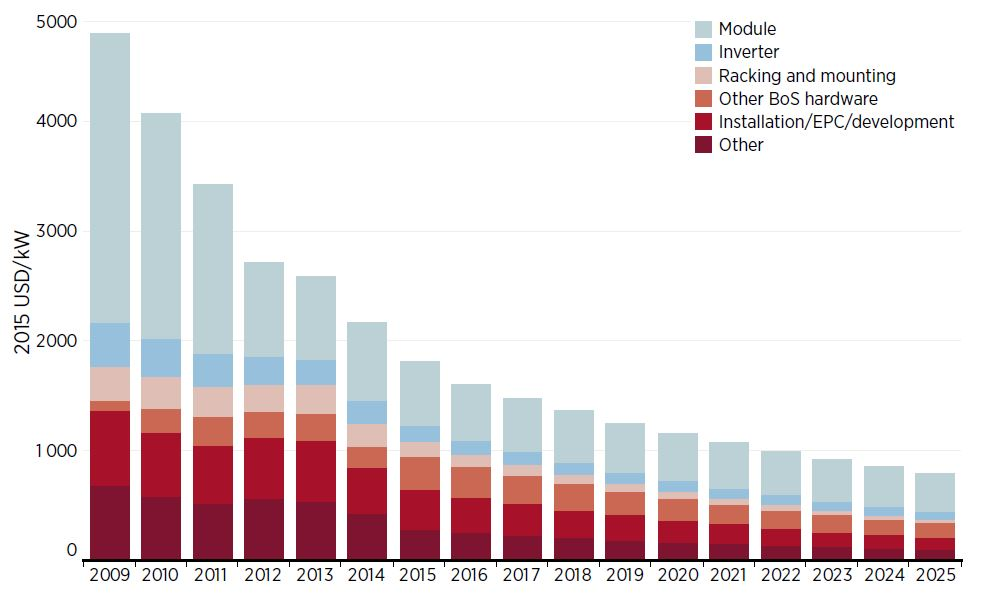 5000
4000
3000
2000
1 000
0
2015 USD/kW
Module
Inverter
Racking and mounting
Other BoS hardware
Installation/EPC/development
Other
2009 2010 2011 2012 2013 2014 2015 2016 2017 2018 2019 2020 2021 2022 2023 2024 2025